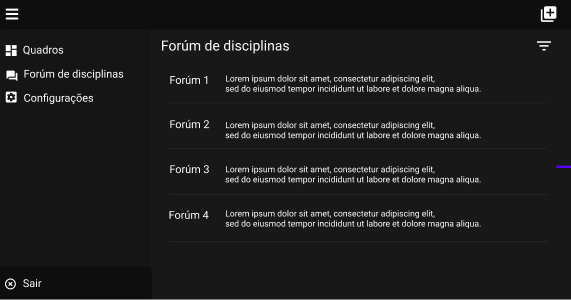 Forúm de disciplinas
Quadros
Forúm de disciplinas
Configurações
Sair
Forúm 1
Lorem ipsum dolor sit amet, consectetur adipiscing elit,
sed do eiusmod tempor incididunt ut labore et dolore magna aliqua.
Forúm 2
Lorem ipsum dolor sit amet, consectetur adipiscing elit,
sed do eiusmod tempor incididunt ut labore et dolore magna aliqua.
Forúm 3
Lorem ipsum dolor sit amet, consectetur adipiscing elit,
sed do eiusmod tempor incididunt ut labore et dolore magna aliqua.
Forúm 4
Lorem ipsum dolor sit amet, consectetur adipiscing elit,
sed do eiusmod tempor incididunt ut labore et dolore magna aliqua.